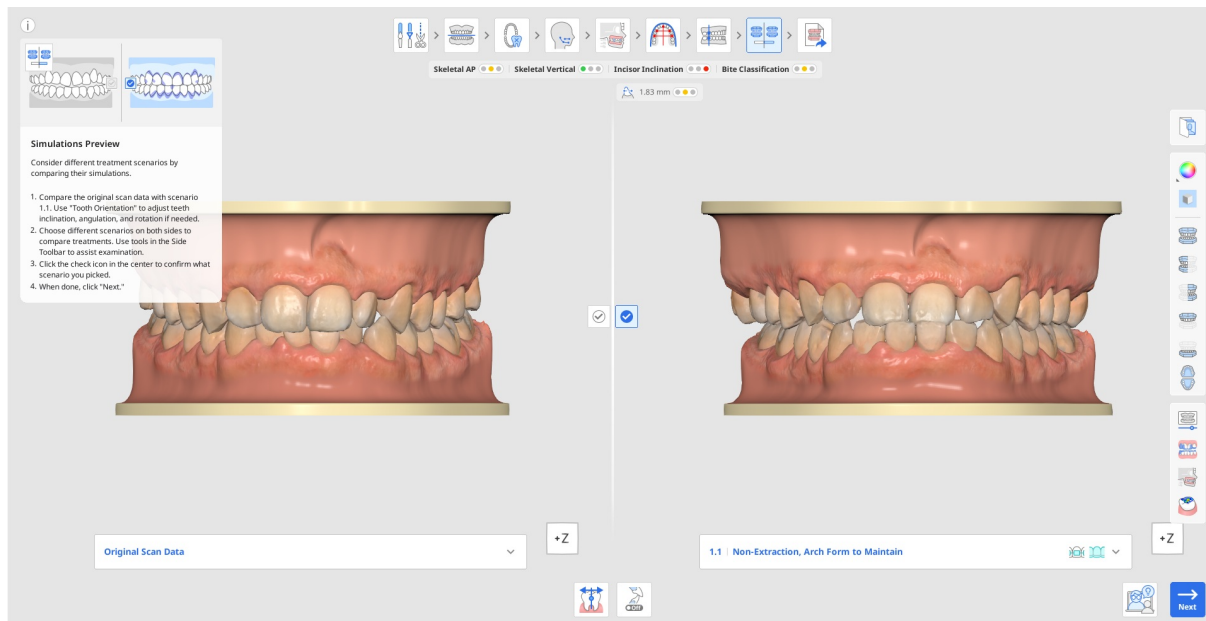 i
Skeletal AP
Skeletal Vertical
Incisor Inclination
Bite Classification
1.83 mm
Simulations Preview
Consider different treatment scenarios by
comparing their simulations.
1. Compare the original scan data with scenario
1.1. Use "Tooth Orientation" to adjust teeth
inclination, angulation, and rotation if needed.
2. Choose different scenarios on both sides to
compare treatments. Use tools in the Side
Toolbar to assist examination.
3. Click the check icon in the center to confirm what
scenario you picked.
4. When done, click "Next."
Original Scan Data
+Z
1.1 Non-Extraction, Arch Form to Maintain
+Z
OFF
Next